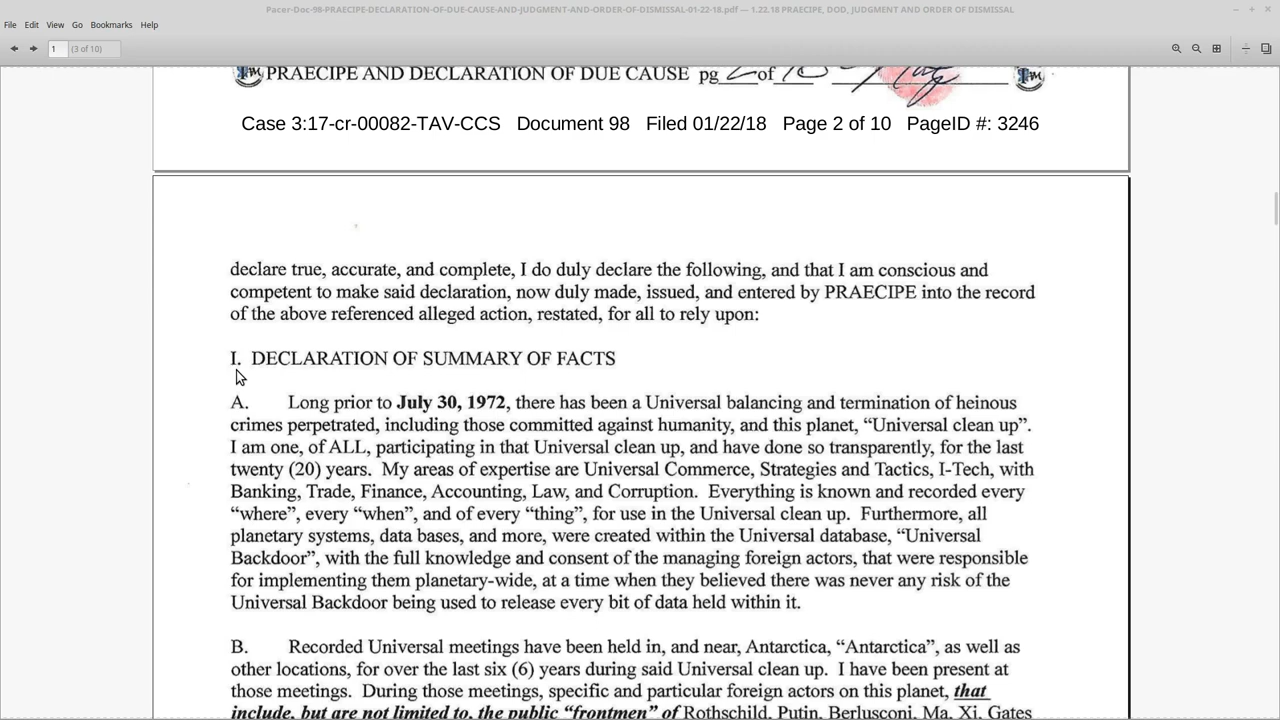 Pacer-Doc-98-PRAECIPE-DECLARATION-OF-DUE-CAUSE-AND-JUDGMENT-AND-ORDER-OF-DISMISSAL-01-22-18.pdf — 1.22.18 PRAECIPE, DOD, JUDGMENT AND ORDER OF DISMISSAL
File Edit View Go Bookmarks Help
1 (3 of 10)
PRAECIPE AND DECLARATION OF DUE CAUSE pg 2 of 10
Case 3:17-cr-00082-TAV-CCS Document 98 Filed 01/22/18 Page 2 of 10 PageID #: 3246
declare true, accurate, and complete, I do duly declare the following, and that I am conscious and
competent to make said declaration, now duly made, issued, and entered by PRAECIPE into the record
of the above referenced alleged action, restated, for all to rely upon:
I. DECLARATION OF SUMMARY OF FACTS
A. Long prior to July 30, 1972, there has been a Universal balancing and termination of heinous
crimes perpetrated, including those committed against humanity, and this planet, “Universal clean up”.
I am one, of ALL, participating in that Universal clean up, and have done so transparently, for the last
twenty (20) years. My areas of expertise are Universal Commerce, Strategies and Tactics, I-Tech, with
Banking, Trade, Finance, Accounting, Law, and Corruption. Everything is known and recorded every
“where”, every “when”, and of every “thing”, for use in the Universal clean up. Furthermore, all
planetary systems, data bases, and more, were created within the Universal database, “Universal
Backdoor”, with the full knowledge and consent of the managing foreign actors, that were responsible
for implementing them planetary-wide, at a time when they believed there was never any risk of the
Universal Backdoor being used to release every bit of data held within it.
B. Recorded Universal meetings have been held in, and near, Antarctica, “Antarctica”, as well as
other locations, for over the last six (6) years during said Universal clean up. I have been present at
those meetings. During those meetings, specific and particular foreign actors on this planet, that
include, but are not limited to, the public “frontmen” of Rothschild, Putin, Berlusconi, Ma, Xi, Gates